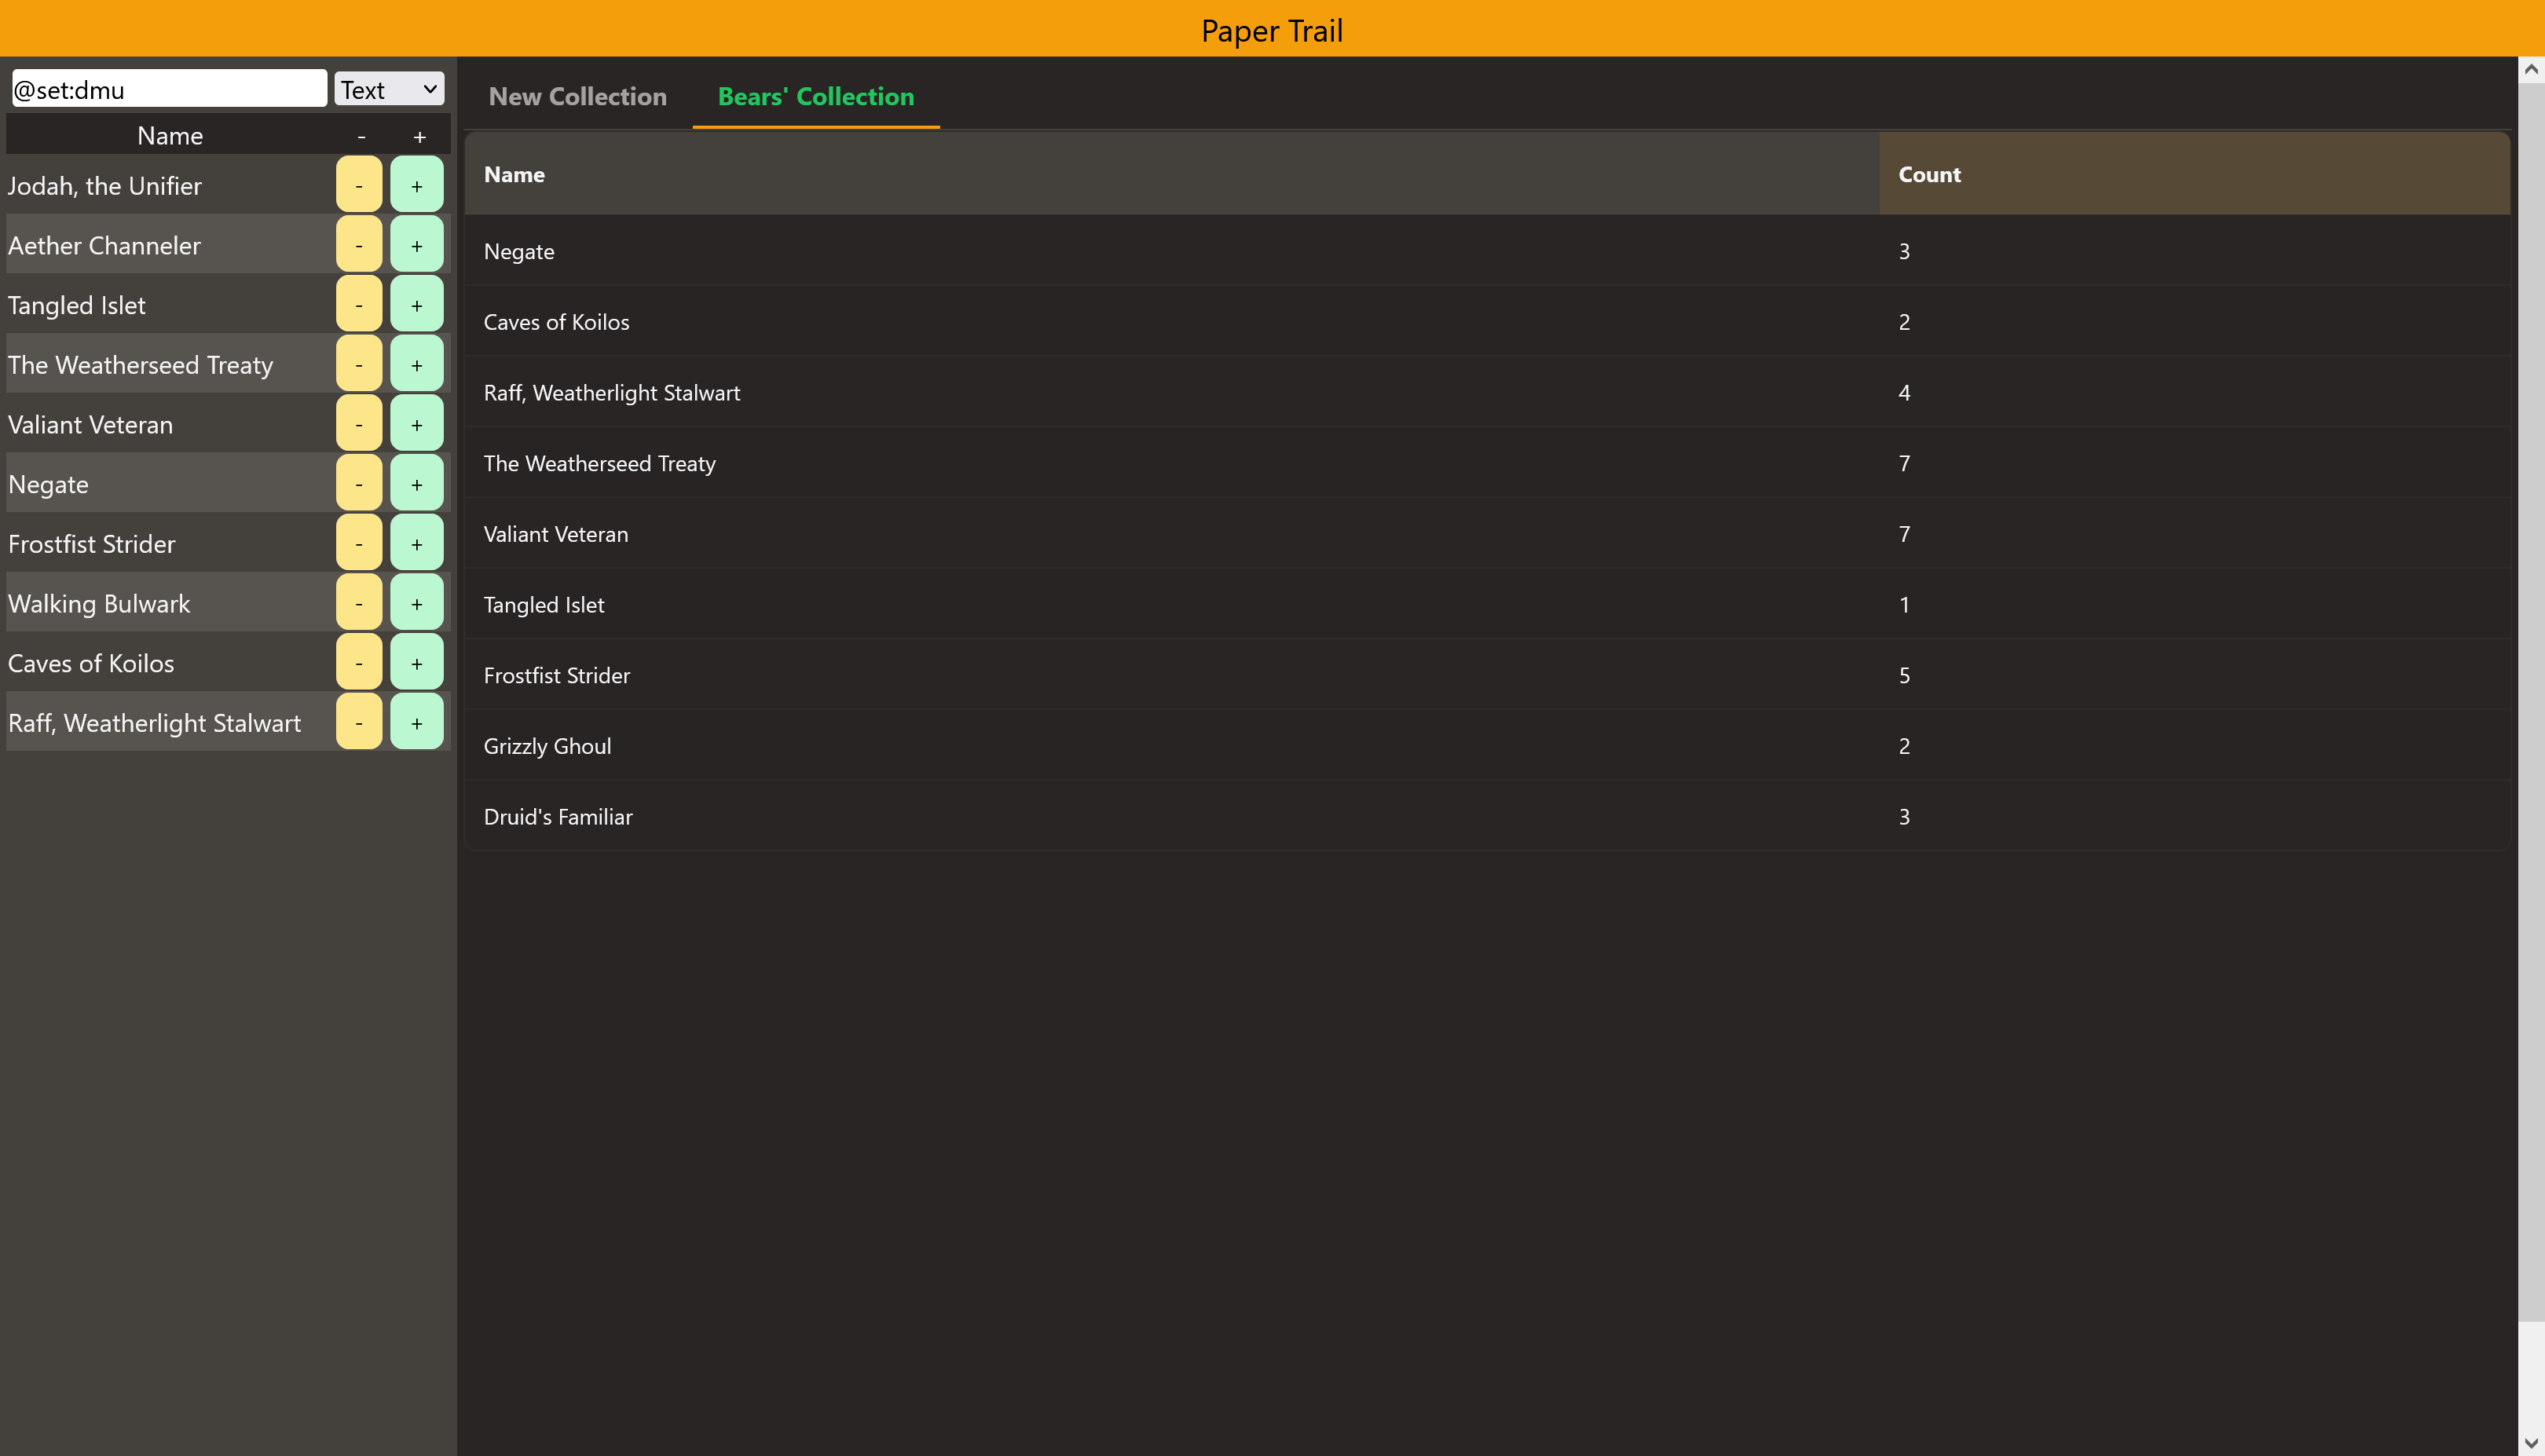 Paper Trail
@set:dmu Text
Name - +
Jodah, the Unifier - +
Aether Channeler - +
Tangled Islet - +
The Weatherseed Treaty - +
Valiant Veteran - +
Negate - +
Frostfist Strider - +
Walking Bulwark - +
Caves of Koilos - +
Raff, Weatherlight Stalwart - +
New Collection Bears' Collection
Name Count
Negate 3
Caves of Koilos 2
Raff, Weatherlight Stalwart 4
The Weatherseed Treaty 7
Valiant Veteran 7
Tangled Islet 1
Frostfist Strider 5
Grizzly Ghoul 2
Druid's Familiar 3